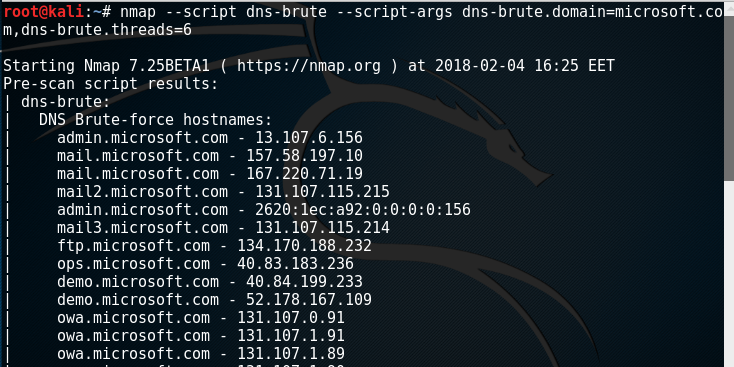 root@kali:~# nmap --script dns-brute --script-args dns-brute.domain=microsoft.co
m,dns-brute.threads=6
Starting Nmap 7.25BETA1 ( https://nmap.org ) at 2018-02-04 16:25 EET
Pre-scan script results:
| dns-brute:
|   DNS Brute-force hostnames:
|     admin.microsoft.com - 13.107.6.156
|     mail.microsoft.com - 157.58.197.10
|     mail.microsoft.com - 167.220.71.19
|     mail2.microsoft.com - 131.107.115.215
|     admin.microsoft.com - 2620:1ec:a92:0:0:0:0:156
|     mail3.microsoft.com - 131.107.115.214
|     ftp.microsoft.com - 134.170.188.232
|     ops.microsoft.com - 40.83.183.236
|     demo.microsoft.com - 40.84.199.233
|     demo.microsoft.com - 52.178.167.109
|     owa.microsoft.com - 131.107.0.91
|     owa.microsoft.com - 131.107.1.91
|     owa.microsoft.com - 131.107.1.89